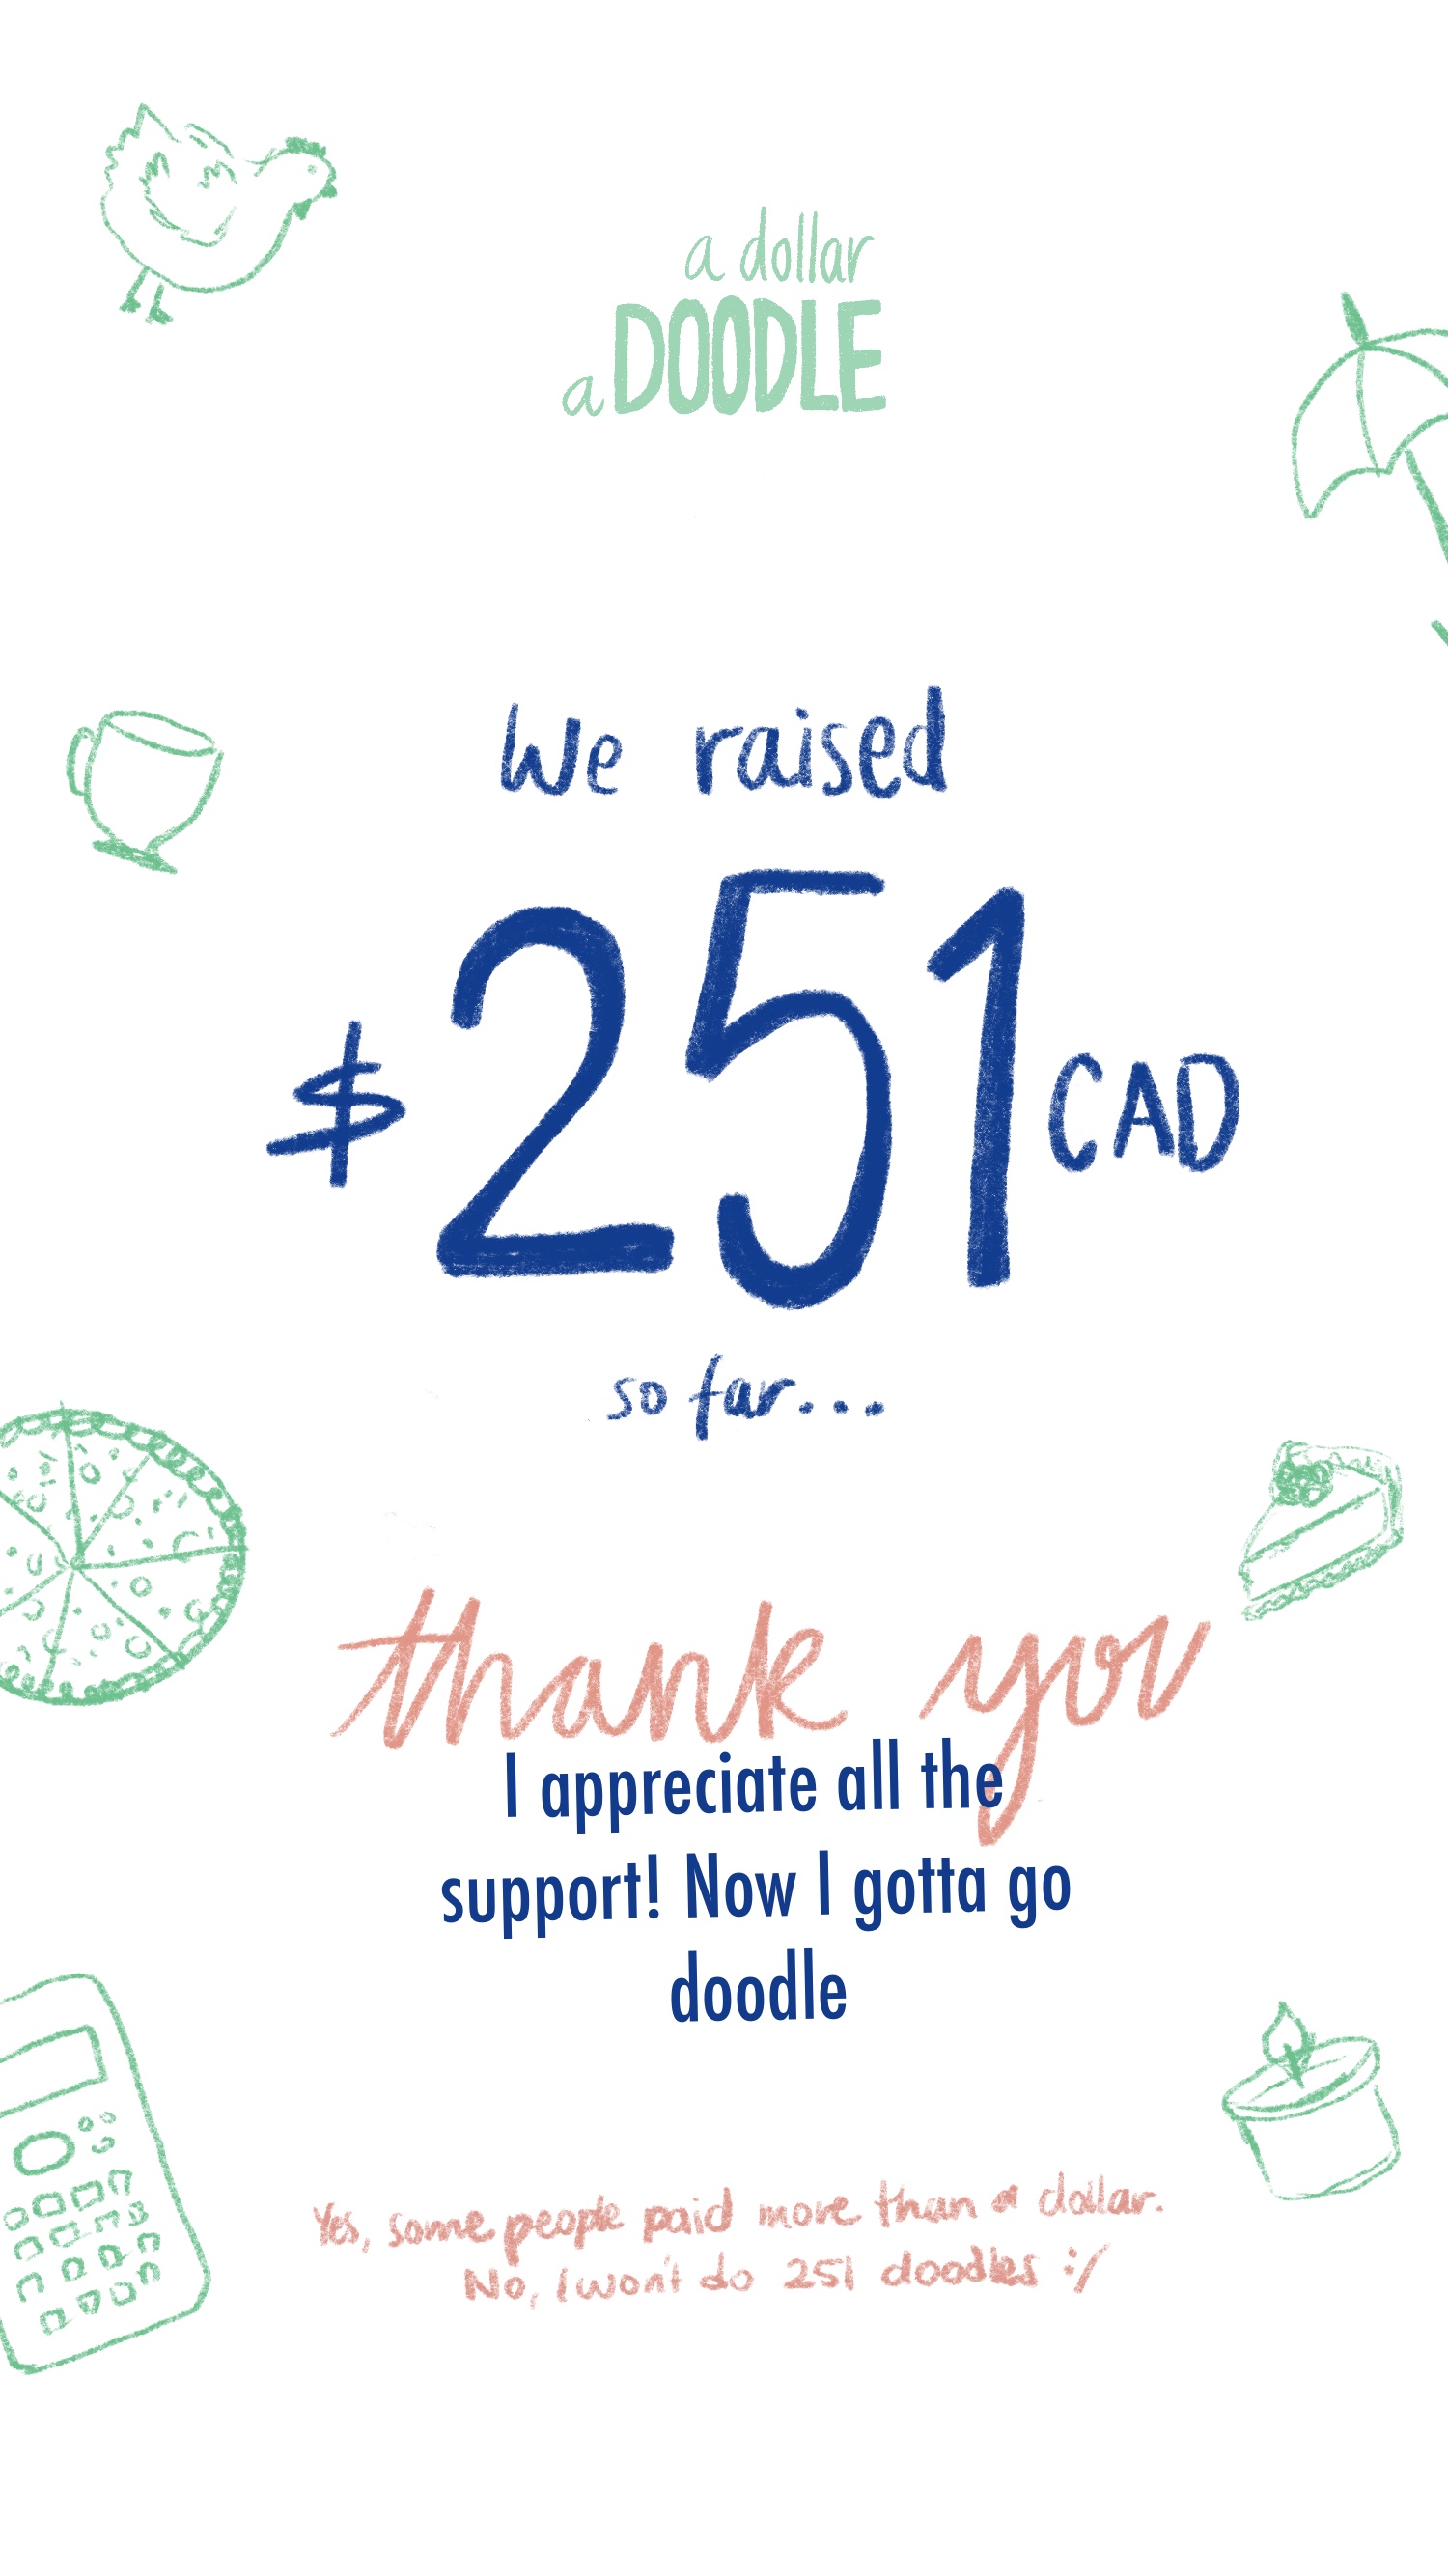 a dollar
a DOODLE
We raised
$251 CAD
so far...
thank you
I appreciate all the
support! Now I gotta go
doodle
Yes, some people paid more than a dollar.
No, I won't do 251 doodles :/